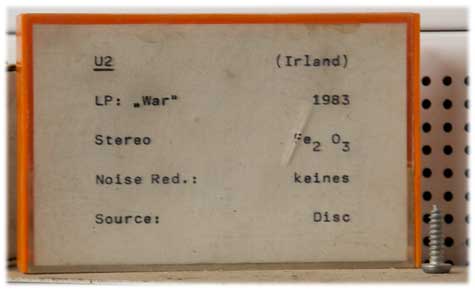 U2 (Irland)
LP: „War" 1983
Stereo Fe2 O3
Noise Red.: keines
Source: Disc